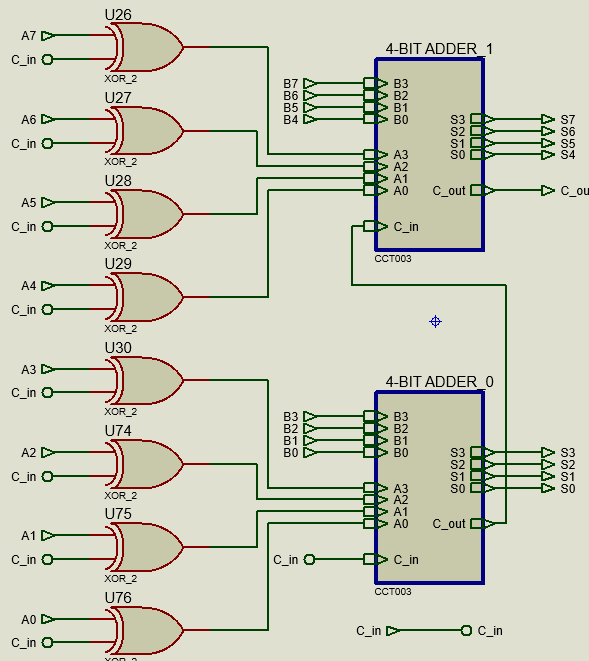 U26
A7
C_in
XOR_2
U27
A6
C_in
XOR_2
U28
A5
C_in
XOR_2
U29
A4
C_in
XOR_2
4-BIT ADDER_1
B7 B3
B6 B2
B5 B1
B4 B0
S3 S7
S2 S6
S1 S5
S0 S4
A3
A2
A1
A0
C_out C_ou
C_in
CCT003
U30
A3
C_in
XOR_2
U74
A2
C_in
XOR_2
U75
A1
C_in
XOR_2
U76
A0
C_in
XOR_2
4-BIT ADDER_0
B3 B3
B2 B2
B1 B1
B0 B0
S3 S3
S2 S2
S1 S1
S0 S0
A3
A2
A1
A0
C_out
C_in C_in
CCT003
C_in C_in